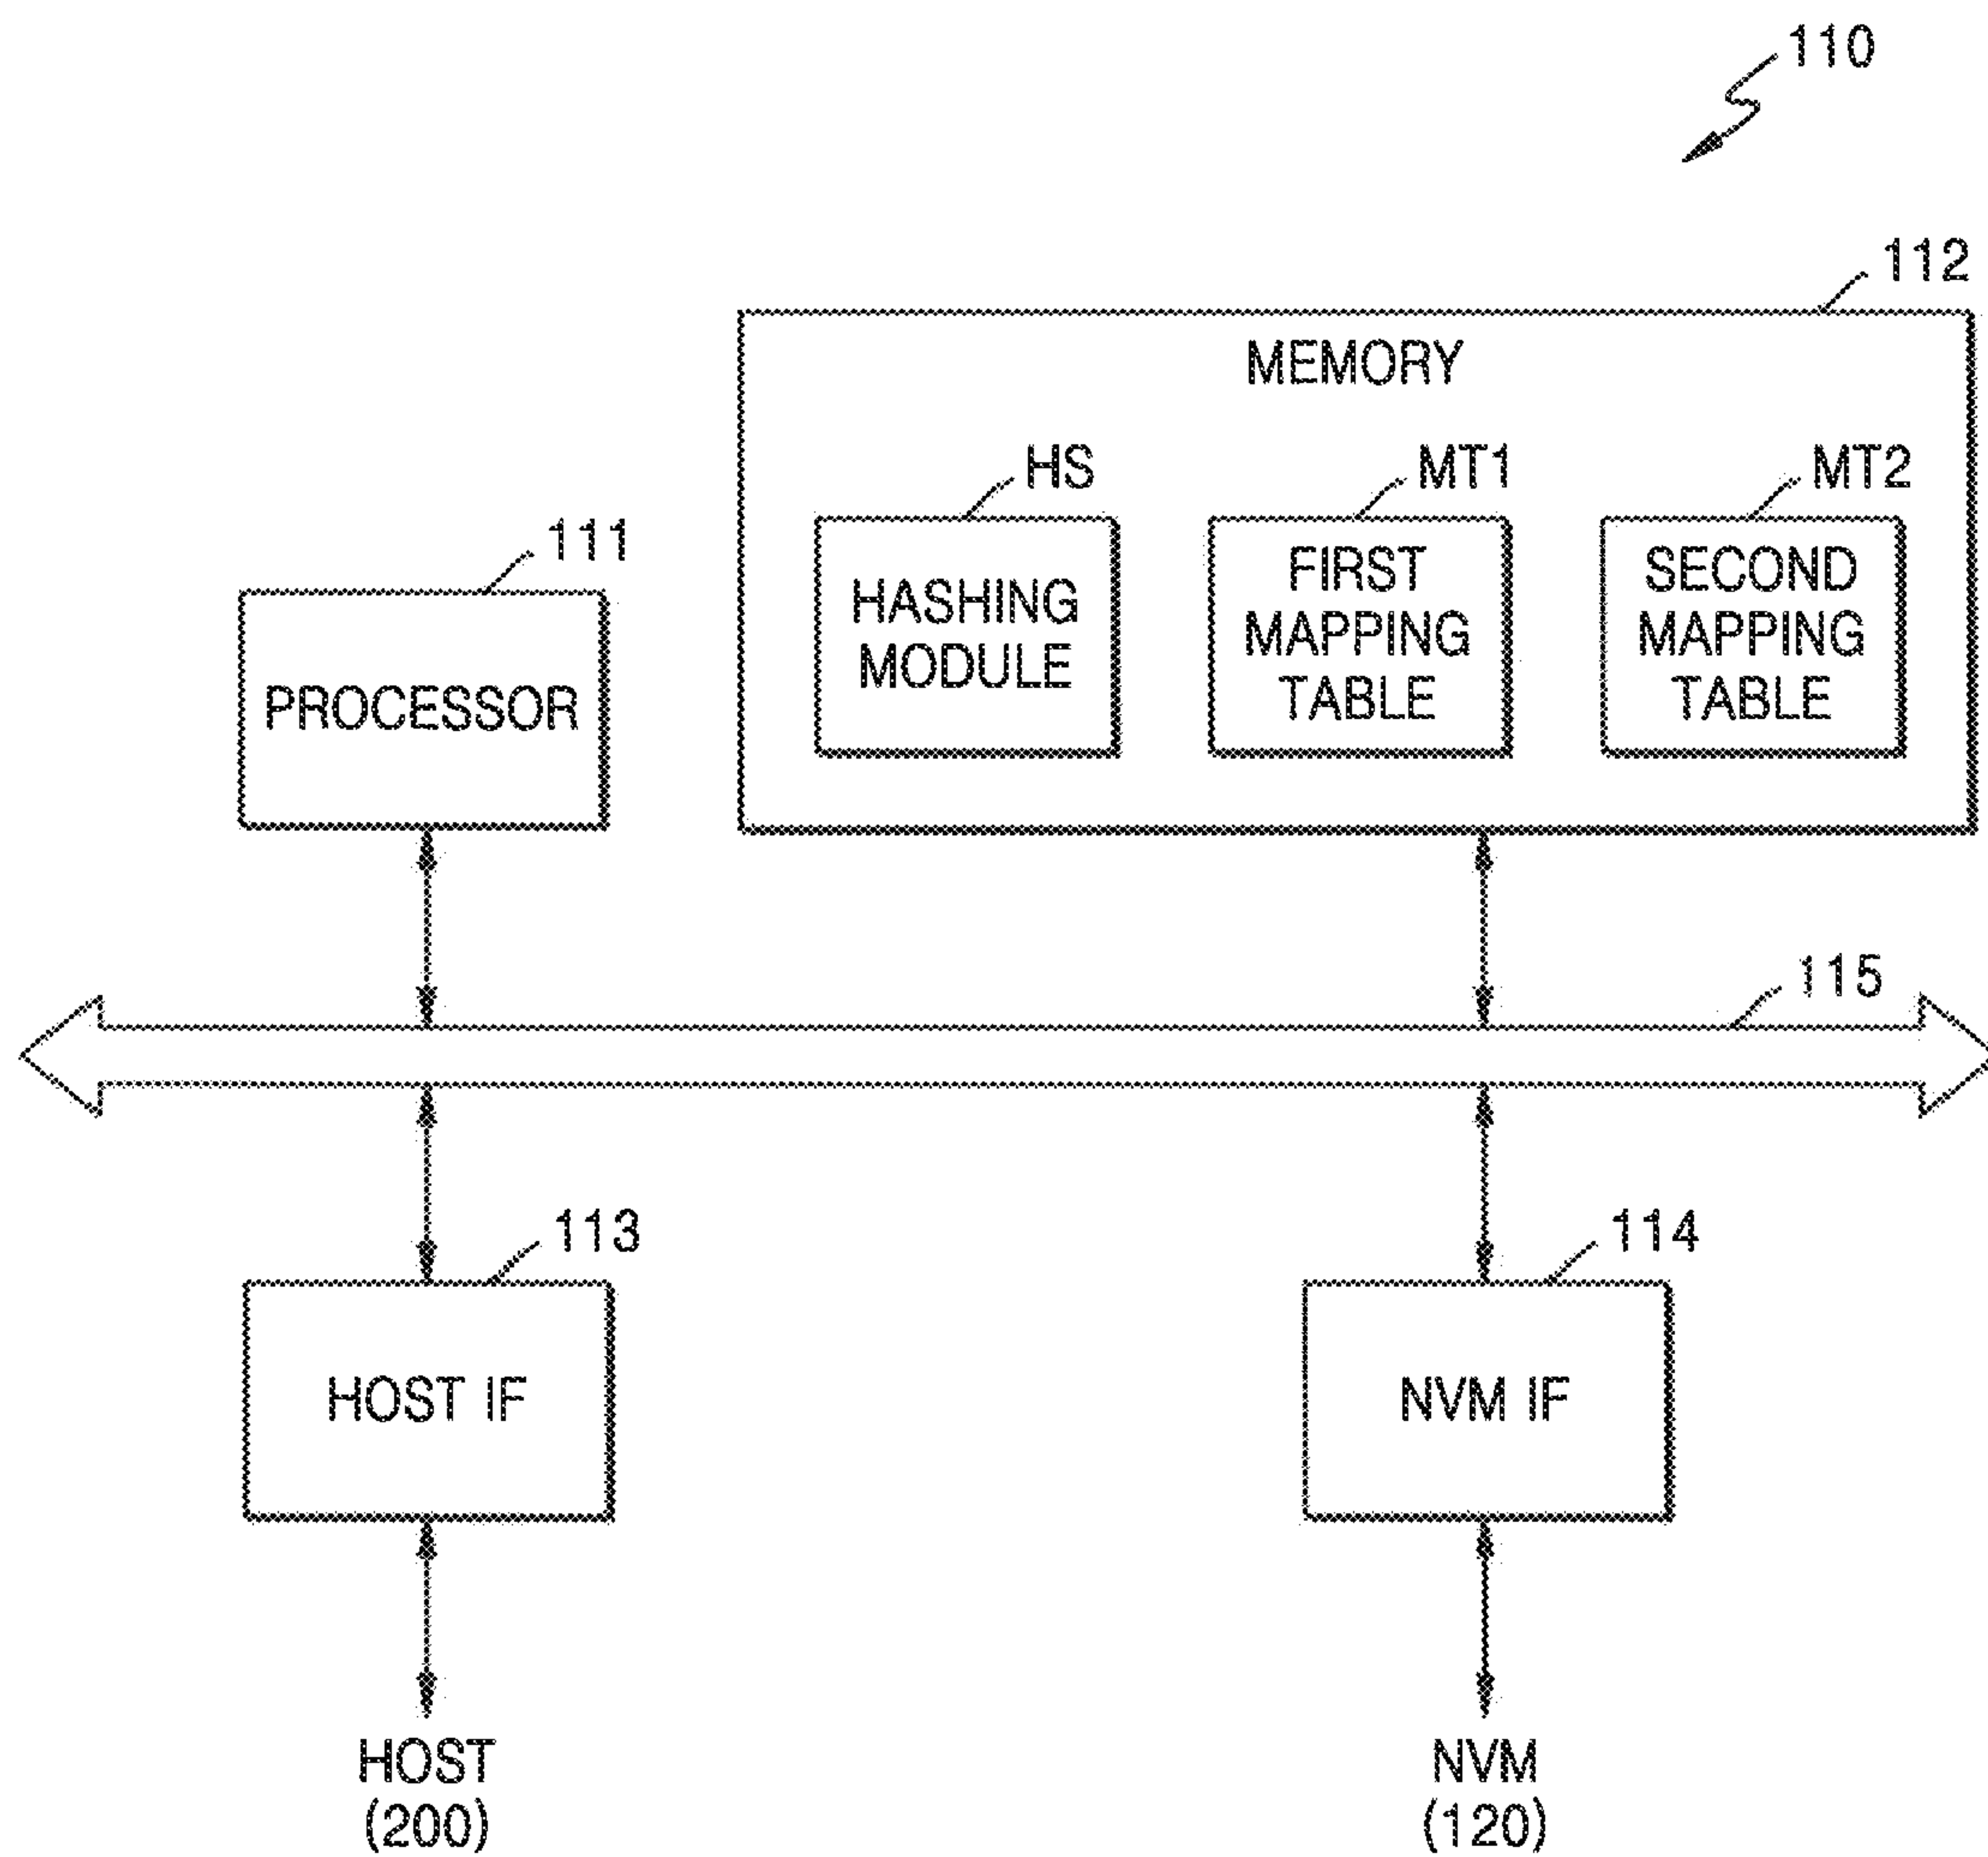 110
112
MEMORY
HS
MT1
MT2
111
HASHING
MODULE
FIRST
MAPPING
TABLE
SECOND
MAPPING
TABLE
PROCESSOR
115
113
114
HOST IF
NVM IF
HOST
(200)
NVM
(120)